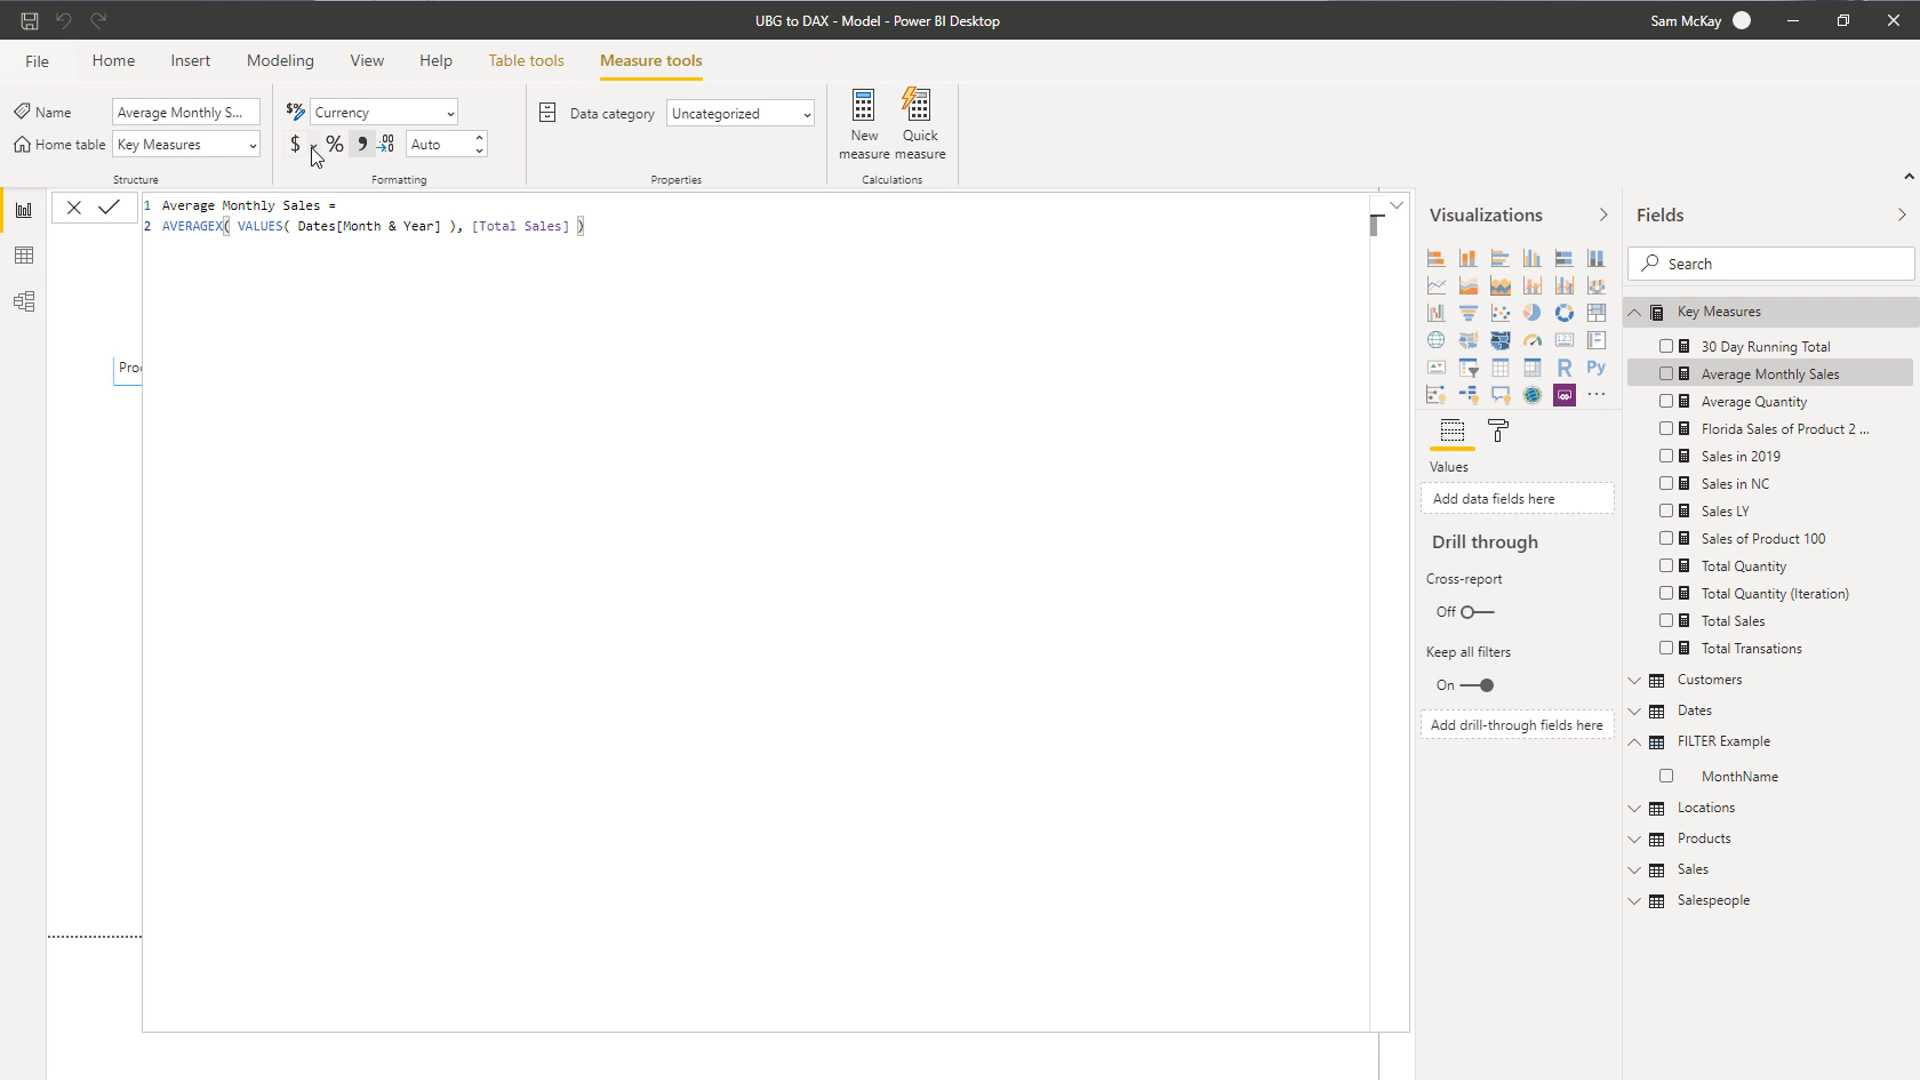 UBG to DAX - Model - Power BI Desktop
Sam McKay
File Home Insert Modeling View Help Table tools Measure tools
Name Average Monthly S...
Home table Key Measures
Structure
Currency
$ % , .00 →0 Auto
Formatting
Data category Uncategorized
Properties
New measure
Quick measure
Calculations
1 Average Monthly Sales =
2 AVERAGEX( VALUES( Dates[Month & Year] ), [Total Sales] )
Visualizations
R Py
Values
Add data fields here
Drill through
Cross-report
Off
Keep all filters
On
Add drill-through fields here
Fields
Search
Key Measures
30 Day Running Total
Average Monthly Sales
Average Quantity
Florida Sales of Product 2 ...
Sales in 2019
Sales in NC
Sales LY
Sales of Product 100
Total Quantity
Total Quantity (Iteration)
Total Sales
Total Transations
Customers
Dates
FILTER Example
MonthName
Locations
Products
Sales
Salespeople